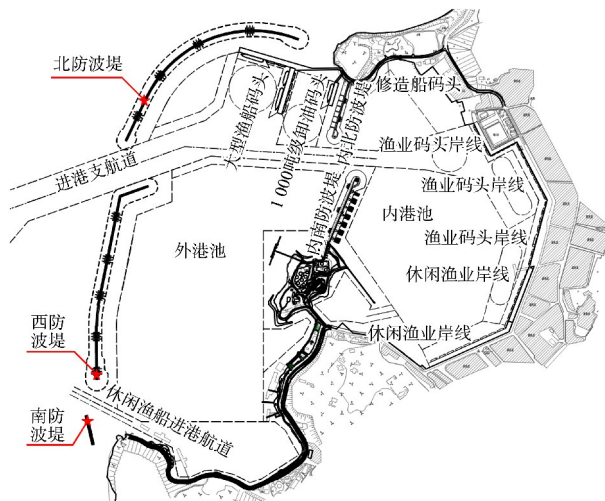 北防波堤
修造船码头
大型渔船码头
1 000吨级卸油码头
内北防波堤
渔业码头岸线
进港支航道
渔业码头岸线
内南防波堤
内港池
外港池
渔业码头岸线
休闲渔业岸线
西防
波堤
休闲渔业岸线
休闲渔船进港航道
南防
波堤